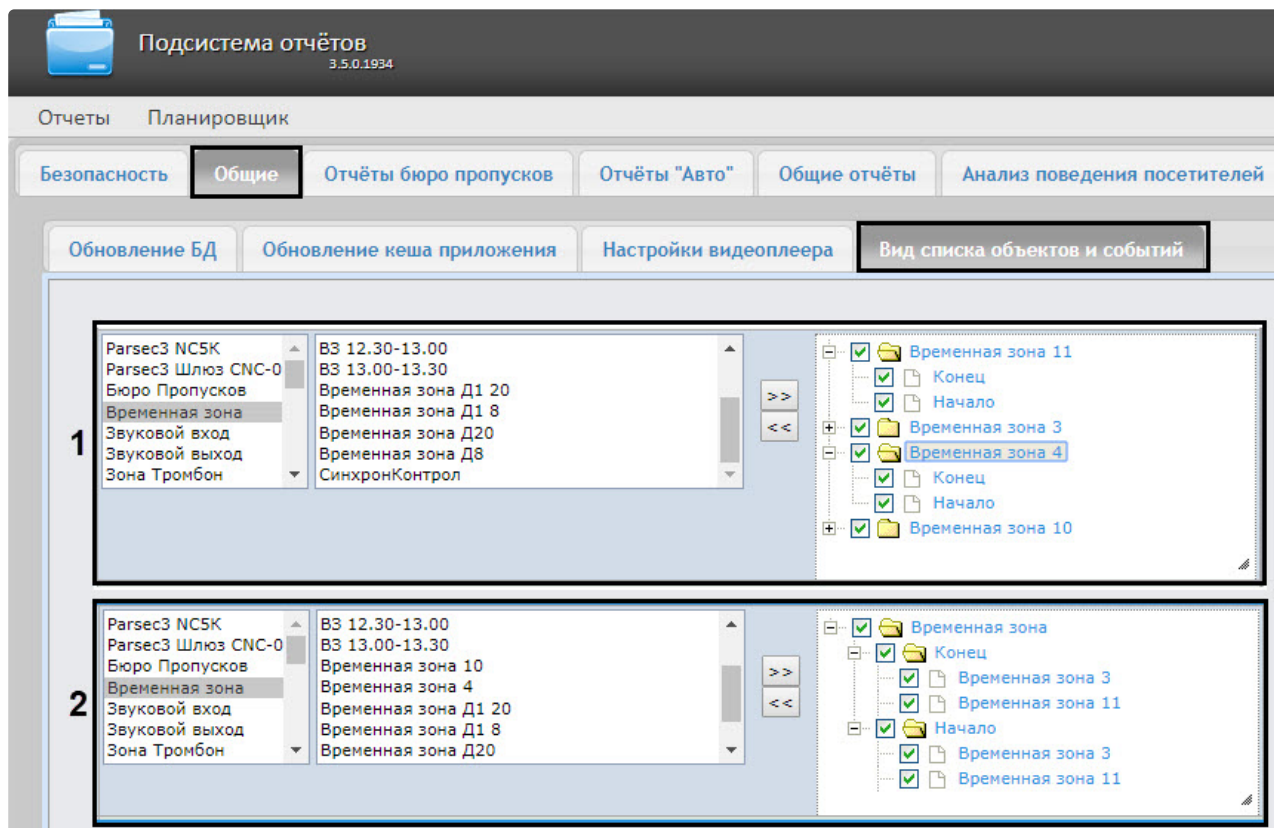 Подсистема отчётов
3.5.0.1934
Отчеты Планировщик
Безопасность Общие Отчёты бюро пропусков Отчёты "Авто" Общие отчёты Анализ поведения посетителей
Обновление БД Обновление кеша приложения Настройки видеоплеера Вид списка объектов и событий
1
Parsec3 NC5K
Parsec3 Шлюз CNC-0
Бюро Пропусков
Временная зона
Звуковой вход
Звуковой выход
Зона Тромбон
ВЗ 12.30-13.00
ВЗ 13.00-13.30
Временная зона Д1 20
Временная зона Д1 8
Временная зона Д20
Временная зона Д8
СинхронКонтрол
>>
<<
Временная зона 11
Конец
Начало
Временная зона 3
Временная зона 4
Конец
Начало
Временная зона 10
2
Parsec3 NC5K
Parsec3 Шлюз CNC-0
Бюро Пропусков
Временная зона
Звуковой вход
Звуковой выход
Зона Тромбон
ВЗ 12.30-13.00
ВЗ 13.00-13.30
Временная зона 10
Временная зона 4
Временная зона Д1 20
Временная зона Д1 8
Временная зона Д20
>>
<<
Временная зона
Конец
Временная зона 3
Временная зона 11
Начало
Временная зона 3
Временная зона 11